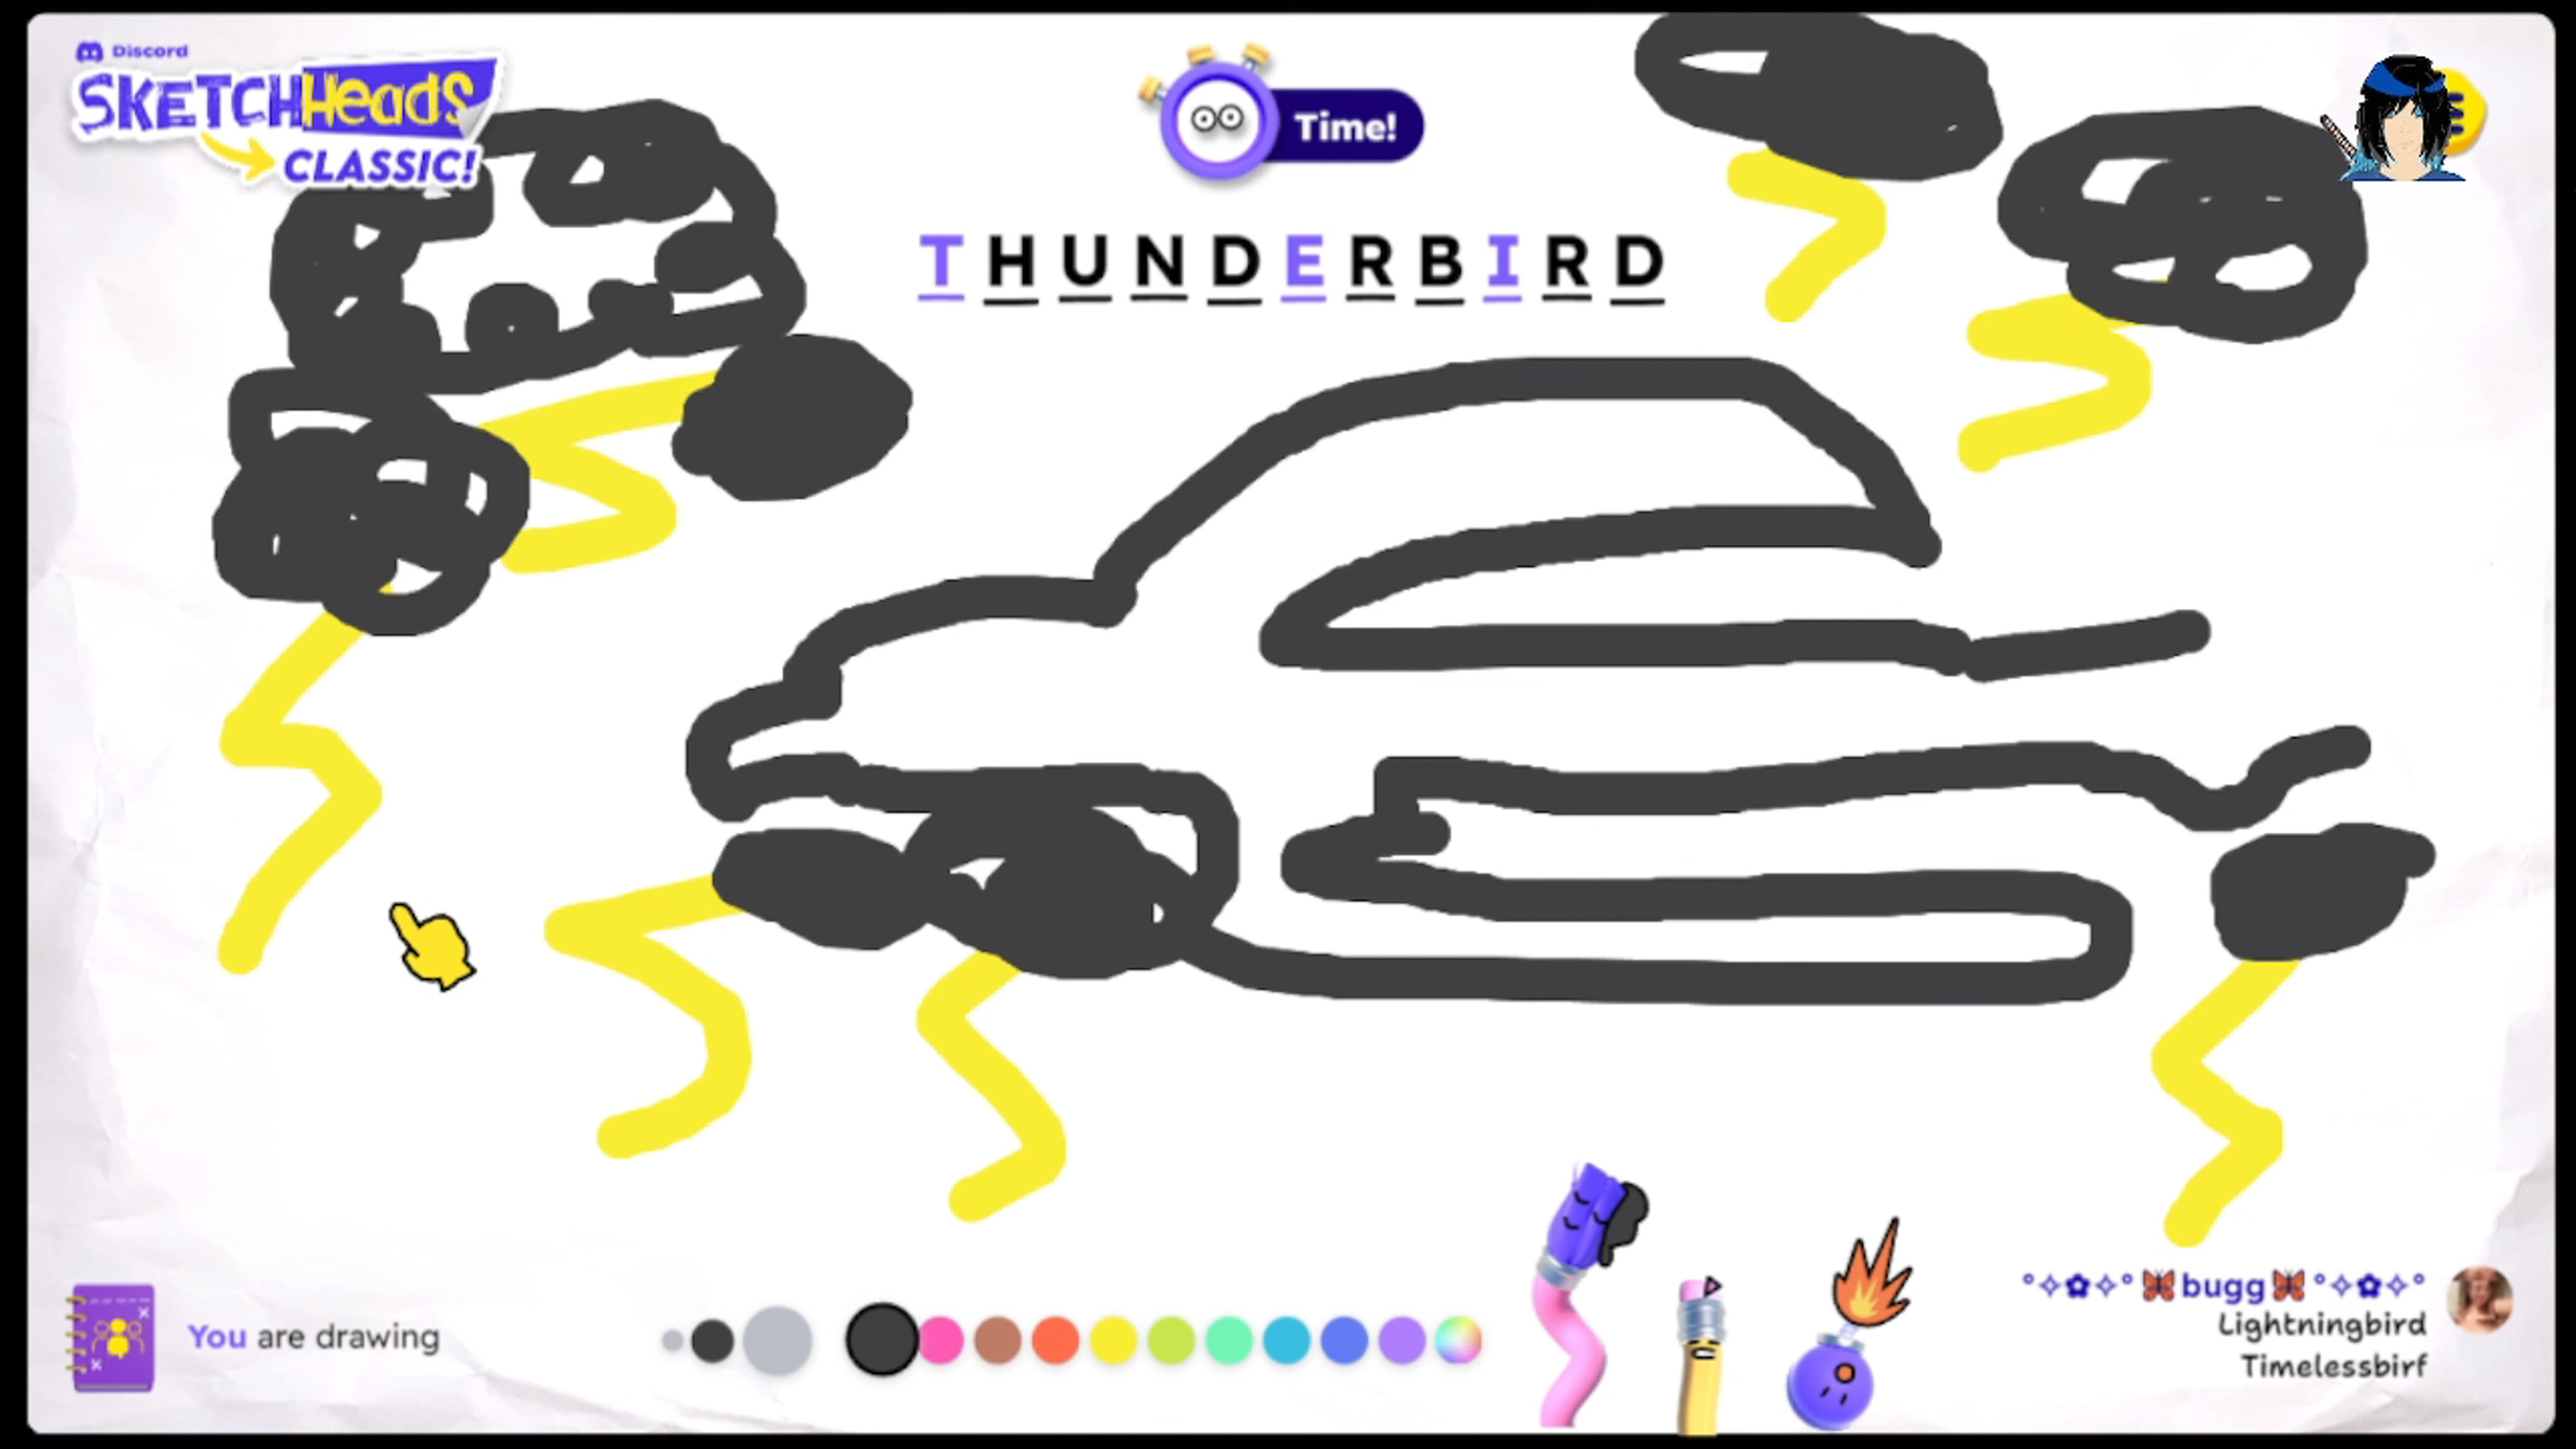 Discord
SKETCHHeadS
CLASSIC!
Time!
THUNDERBIRD
You are drawing
bugg
Lightningbird
Timelessbirf